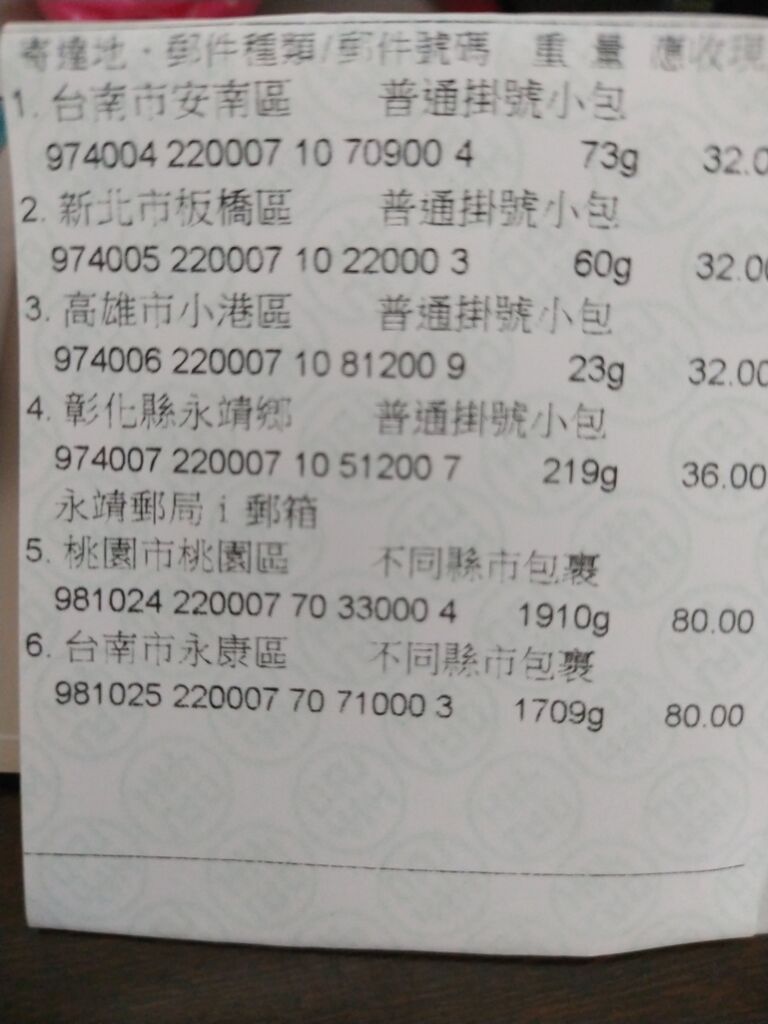 寄達地、郵件種類/郵件號碼 重 量 應收現
1. 台南市安南區 普通掛號小包
974004 220007 10 70900 4 73g 32.0
2. 新北市板橋區 普通掛號小包
974005 220007 10 22000 3 60g 32.00
3. 高雄市小港區 普通掛號小包
974006 220007 10 81200 9 23g 32.00
4. 彰化縣永靖鄉 普通掛號小包
974007 220007 10 51200 7 219g 36.00
永靖郵局 i 郵箱
5. 桃園市桃園區 不同縣市包裹
981024 220007 70 33000 4 1910g 80.00
6. 台南市永康區 不同縣市包裹
981025 220007 70 71000 3 1709g 80.00